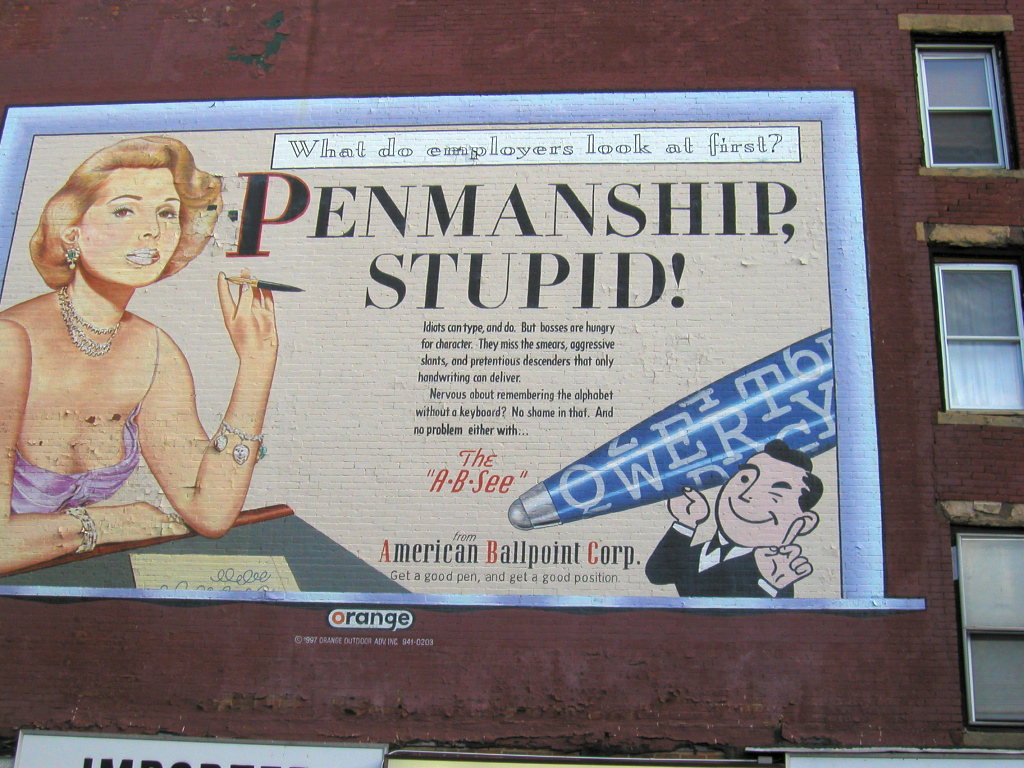 What do employers look at first?
PENMANSHIP,
STUPID!
Idiots can type, and do. But bosses are hungry
for character. They miss the smears, aggressive
slants, and pretentious descenders that only
handwriting can deliver.
Nervous about remembering the alphabet
without a keyboard? No shame in that. And
no problem either with...
The
"A·B·See"
QWERTY
from
American Ballpoint Corp.
Get a good pen, and get a good position.
orange
© 1997 ORANGE OUTDOOR ADV. INC. 941-0209